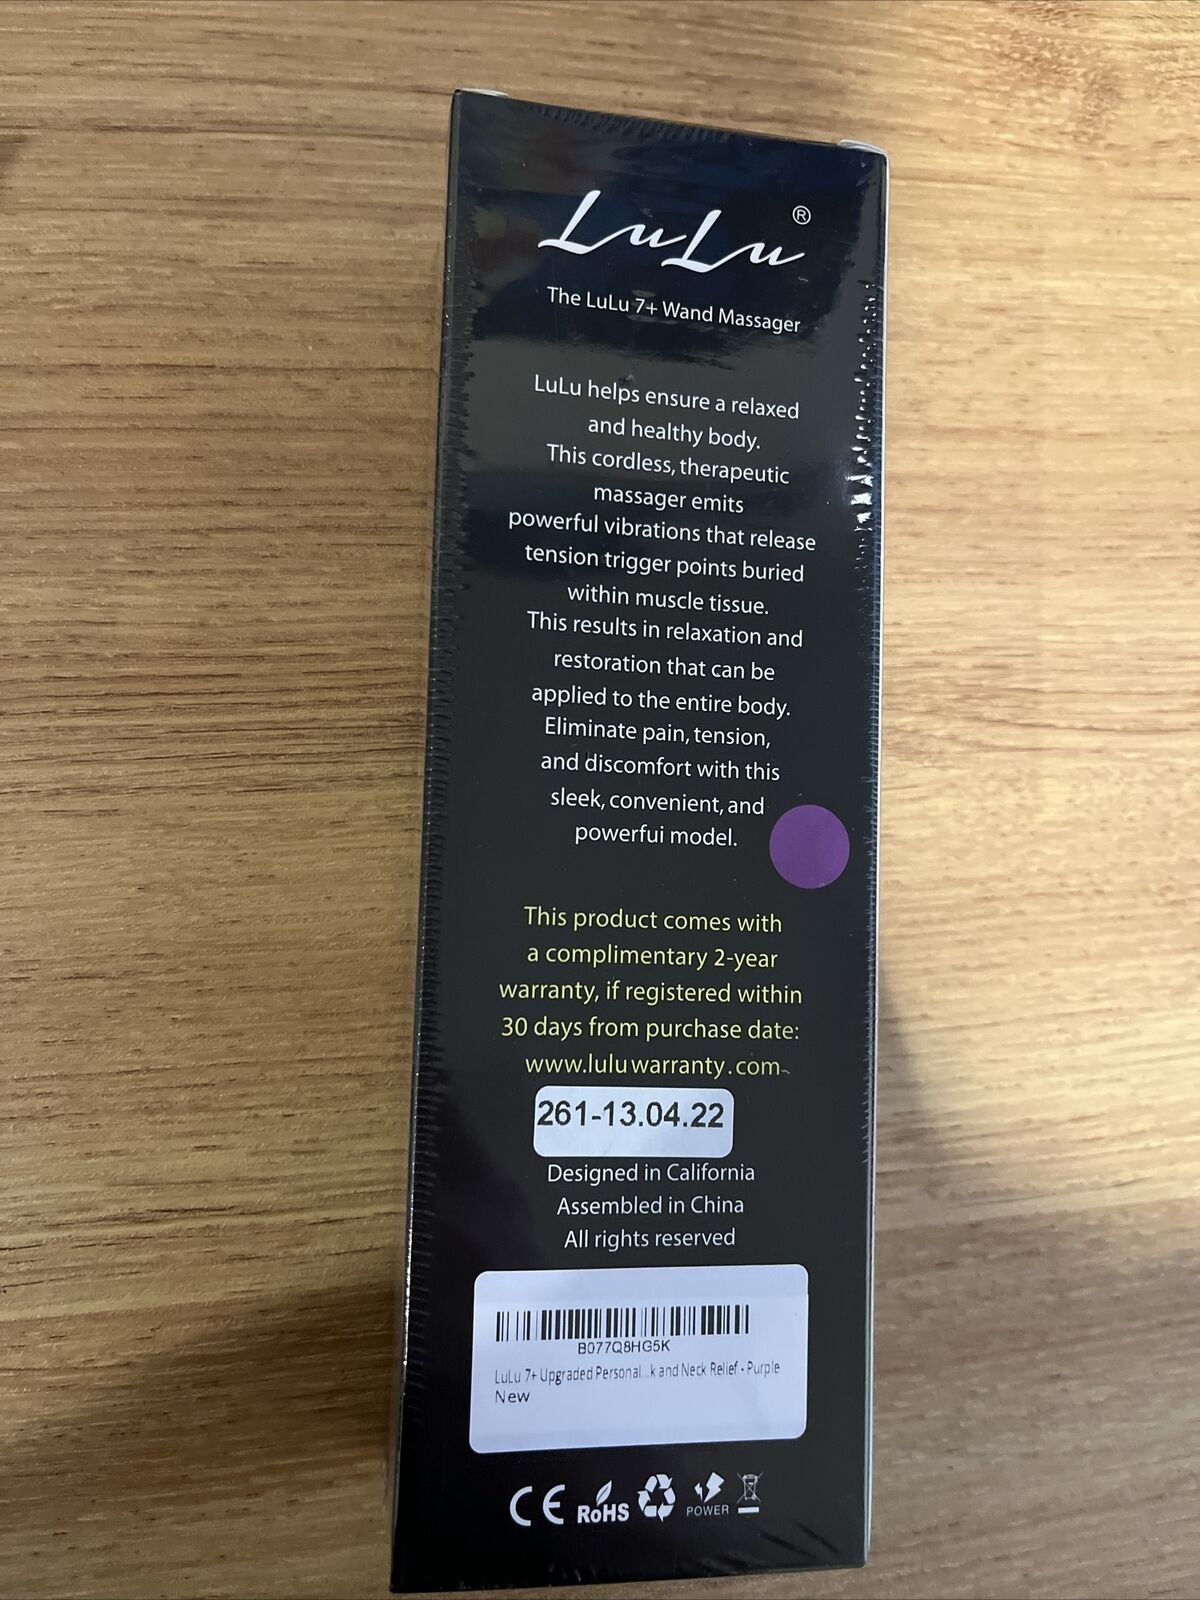 LuLu®
The LuLu 7+ Wand Massager
LuLu helps ensure a relaxed
and healthy body.
This cordless, therapeutic
massager emits
powerful vibrations that release
tension trigger points buried
within muscle tissue.
This results in relaxation and
restoration that can be
applied to the entire body.
Eliminate pain, tension,
and discomfort with this
sleek, convenient, and
powerfui model.
This product comes with
a complimentary 2-year
warranty, if registered within
30 days from purchase date:
www.luluwarranty.com
261-13.04.22
Designed in California
Assembled in China
All rights reserved
B077Q8HG5K
LuLu 7+ Upgraded Personal...k and Neck Relief - Purple
New
CE RoHS POWER